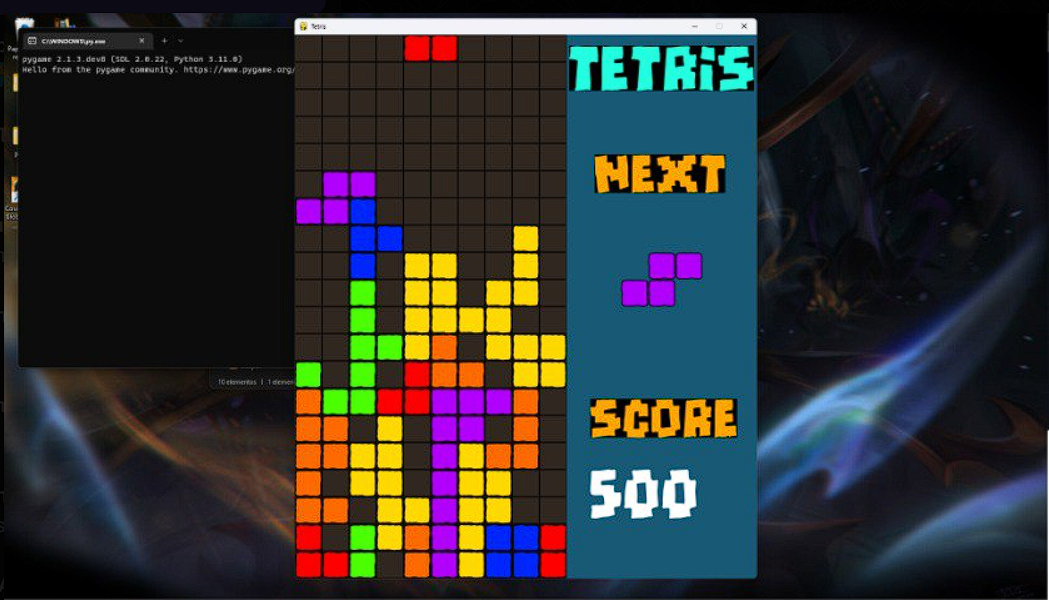 C:\WINDOWS\py.exe
Tetris
pygame 2.1.3.dev8 (SDL 2.0.22, Python 3.11.0)
Hello from the pygame community. https://www.pygame.org/
TETRiS
NEXT
SCORE
500
10 elementos